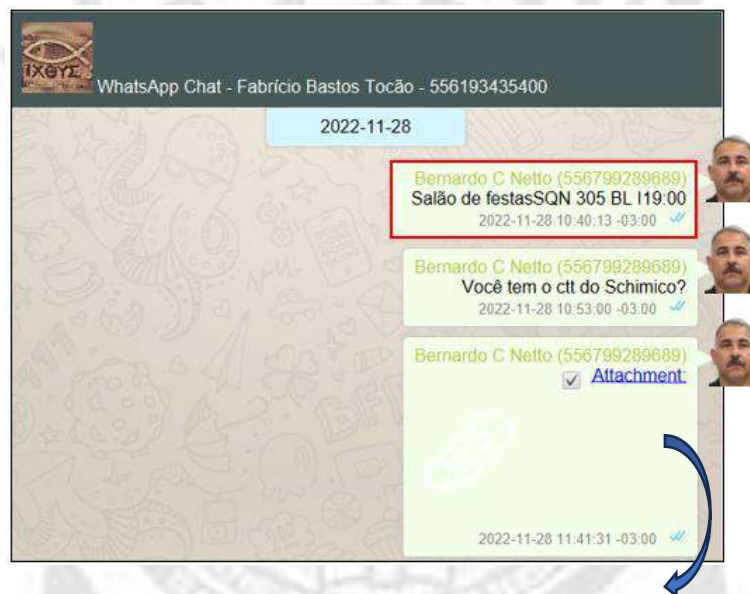 ΙΧΘΥΣ
WhatsApp Chat - Fabrício Bastos Tocão - 556193435400
2022-11-28
Bernardo C Netto (556799289689)
Salão de festasSQN 305 BL I19:00
2022-11-28 10:40:13 -03:00
Bernardo C Netto (556799289689)
Você tem o ctt do Schimico?
2022-11-28 10:53:00 -03:00
Bernardo C Netto (556799289689)
Attachment:
2022-11-28 11:41:31 -03:00